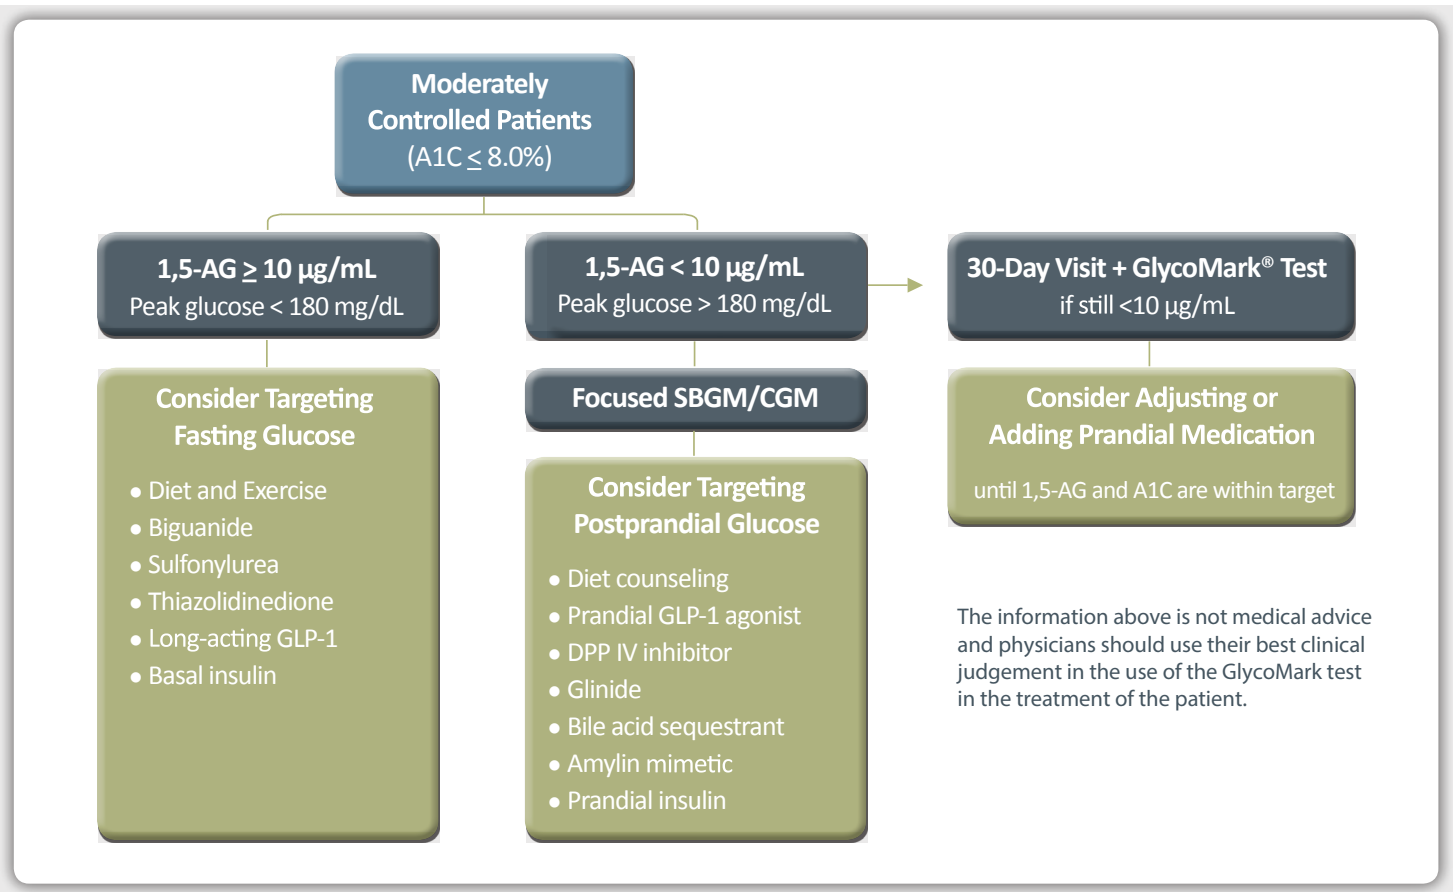 Moderately
Controlled Patients
(A1C ≤ 8.0%)
1,5-AG ≥ 10 µg/mL
Peak glucose < 180 mg/dL
Consider Targeting
Fasting Glucose
● Diet and Exercise
● Biguanide
● Sulfonylurea
● Thiazolidinedione
● Long-acting GLP-1
● Basal insulin
1,5-AG < 10 µg/mL
Peak glucose > 180 mg/dL
Focused SBGM/CGM
Consider Targeting
Postprandial Glucose
● Diet counseling
● Prandial GLP-1 agonist
● DPP IV inhibitor
● Glinide
● Bile acid sequestrant
● Amylin mimetic
● Prandial insulin
30-Day Visit + GlycoMark® Test
if still <10 µg/mL
Consider Adjusting or
Adding Prandial Medication
until 1,5-AG and A1C are within target
The information above is not medical advice
and physicians should use their best clinical
judgement in the use of the GlycoMark test
in the treatment of the patient.